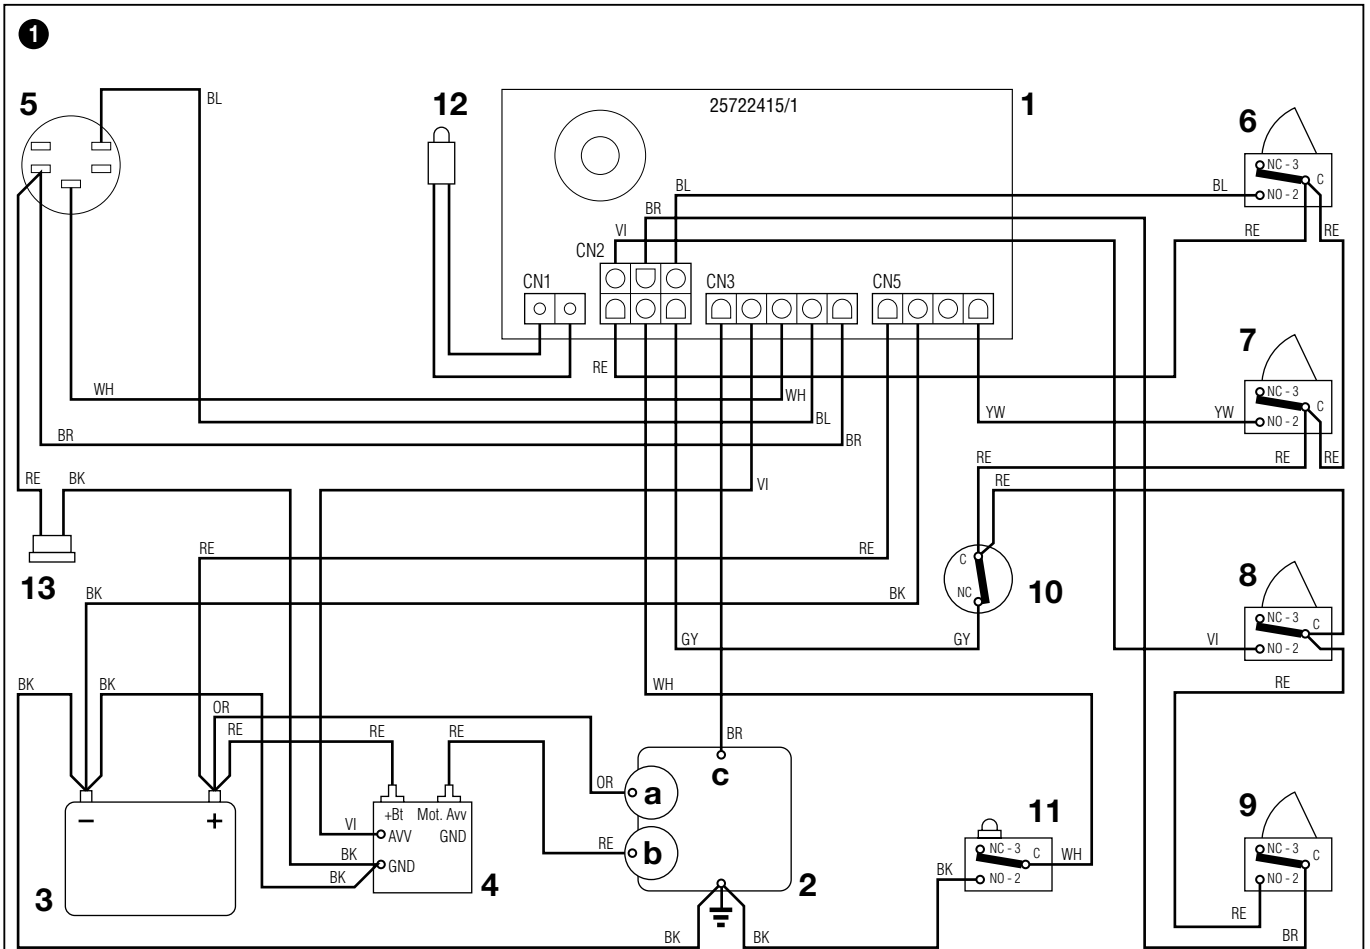 1
5
BL
12
25722415/1
1
6
NC - 3
C
NO - 2
BL
BL
BR
VI
RE
RE
CN2
CN1
CN3
CN5
7
NC - 3
C
NO - 2
RE
WH
WH
BL
YW
YW
BR
BR
RE
RE
RE
RE
BK
VI
RE
13
RE
RE
C
NC
10
8
NC - 3
C
NO - 2
BK
BK
GY
GY
VI
BK
BK
WH
RE
OR
RE
RE
RE
BR
c
OR
a
+Bt
Mot. Avv
AVV
GND
VI
BK
GND
BK
RE
b
11
NC - 3
C
NO - 2
WH
BK
9
NC - 3
C
NO - 2
–
+
3
4
2
RE
BK
BK
BR